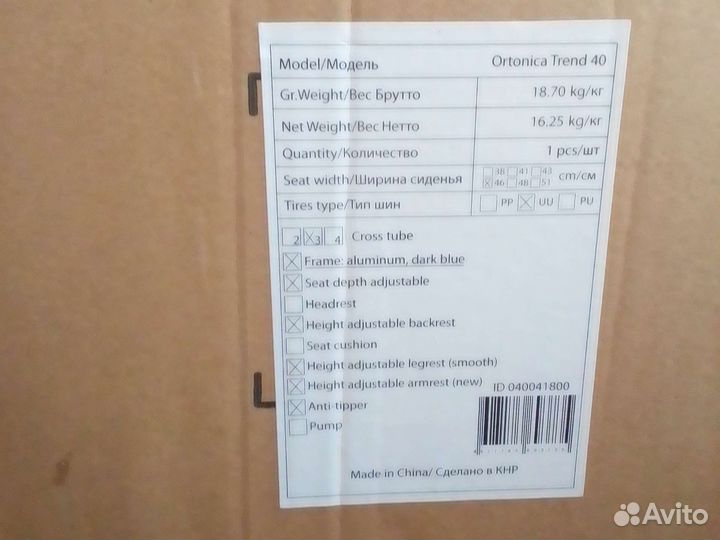 Model/Модель Ortonica Trend 40
Gr.Weight/Вес Брутто 18.70 kg/кг
Net Weight/Вес Нетто 16.25 kg/кг
Quantity/Количество 1 pcs/шт
Seat width/Ширина сиденья 38 41 43 46 48 51 cm/см
Tires type/Тип шин PP UU PU
2 3 4 Cross tube
Frame: aluminum, dark blue
Seat depth adjustable
Headrest
Height adjustable backrest
Seat cushion
Height adjustable legrest (smooth)
Height adjustable armrest (new)
ID 040041800
Anti-tipper
Pump
Made in China/ Сделано в КНР
Avito